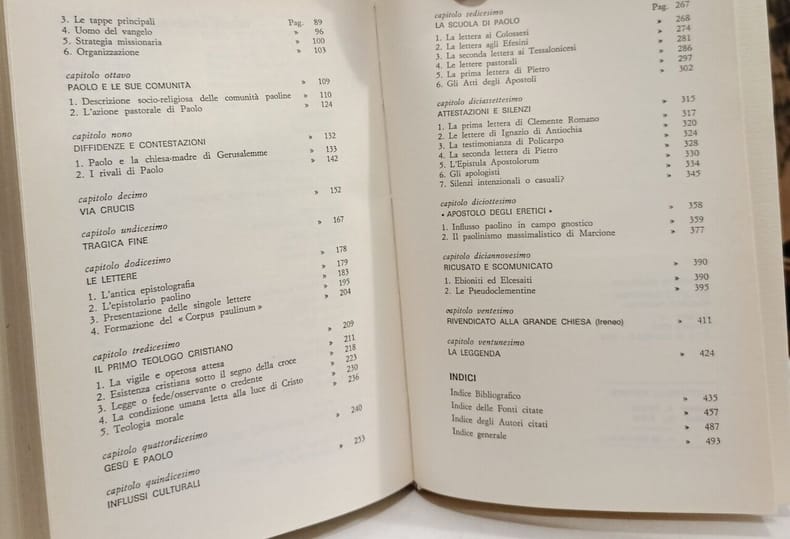 3. Le tappe principali Pag. 89
4. Uomo del vangelo » 96
5. Strategia missionaria » 100
6. Organizzazione » 103
capitolo ottavo
PAOLO E LE SUE COMUNITA » 109
1. Descrizione socio-religiosa delle comunità paoline » 110
2. L'azione pastorale di Paolo » 124
capitolo nono
DIFFIDENZE E CONTESTAZIONI » 132
1. Paolo e la chiesa-madre di Gerusalemme » 133
2. I rivali di Paolo » 142
capitolo decimo
VIA CRUCIS » 152
capitolo undicesimo
TRAGICA FINE » 167
capitolo dodicesimo
LE LETTERE » 178
1. L'antica epistolografia » 179
2. L'epistolario paolino » 183
3. Presentazione delle singole lettere » 195
4. Formazione del « Corpus paulinum » » 204
capitolo tredicesimo
IL PRIMO TEOLOGO CRISTIANO » 209
1. La vigile e operosa attesa » 211
2. Esistenza cristiana sotto il segno della croce » 218
3. Legge o fede/osservante o credente » 223
4. La condizione umana letta alla luce di Cristo » 230
5. Teologia morale » 236
capitolo quattordicesimo
GESÙ E PAOLO » 240
capitolo quindicesimo
INFLUSSI CULTURALI » 253
capitolo sedicesimo
LA SCUOLA DI PAOLO Pag. 267
1. La lettera ai Colossesi » 268
2. La lettera agli Efesini » 274
3. La seconda lettera ai Tessalonicesi » 281
4. Le lettere pastorali » 286
5. La prima lettera di Pietro » 297
6. Gli Atti degli Apostoli » 302
capitolo diciassettesimo
ATTESTAZIONI E SILENZI » 315
1. La prima lettera di Clemente Romano » 317
2. Le lettere di Ignazio di Antiochia » 320
3. La testimonianza di Policarpo » 324
4. La seconda lettera di Pietro » 328
5. L'Epistula Apostolorum » 330
6. Gli apologisti » 334
7. Silenzi intenzionali o casuali? » 345
capitolo diciottesimo
« APOSTOLO DEGLI ERETICI » » 358
1. Influsso paolino in campo gnostico » 359
2. Il paolinismo massimalistico di Marcione » 377
capitolo diciannovesimo
RICUSATO E SCOMUNICATO » 390
1. Ebioniti ed Elcesaiti » 390
2. Le Pseudoclementine » 395
capitolo ventesimo
RIVENDICATO ALLA GRANDE CHIESA (Ireneo) » 411
capitolo ventunesimo
LA LEGGENDA » 424
INDICI
Indice Bibliografico » 435
Indice delle Fonti citate » 457
Indice degli Autori citati » 487
Indice generale » 493